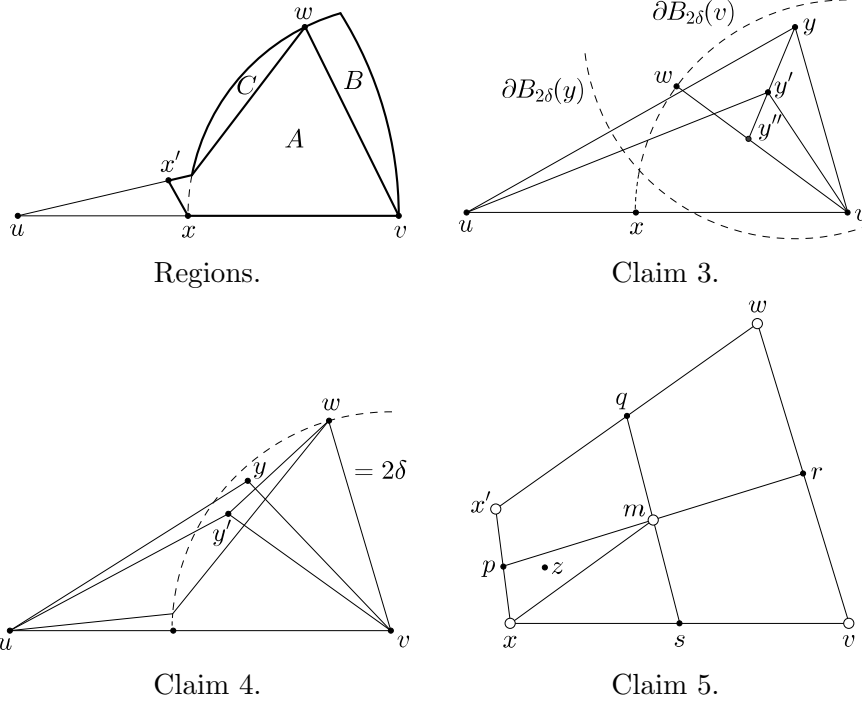 w
C
B
A
x′
u
x
v
Regions.
∂B₂δ(v)
y
w
∂B₂δ(y)
y′
y′′
u
x
v
Claim 3.
w
y
= 2δ
y′
u
v
Claim 4.
w
q
x′
r
m
p
z
x
s
v
Claim 5.